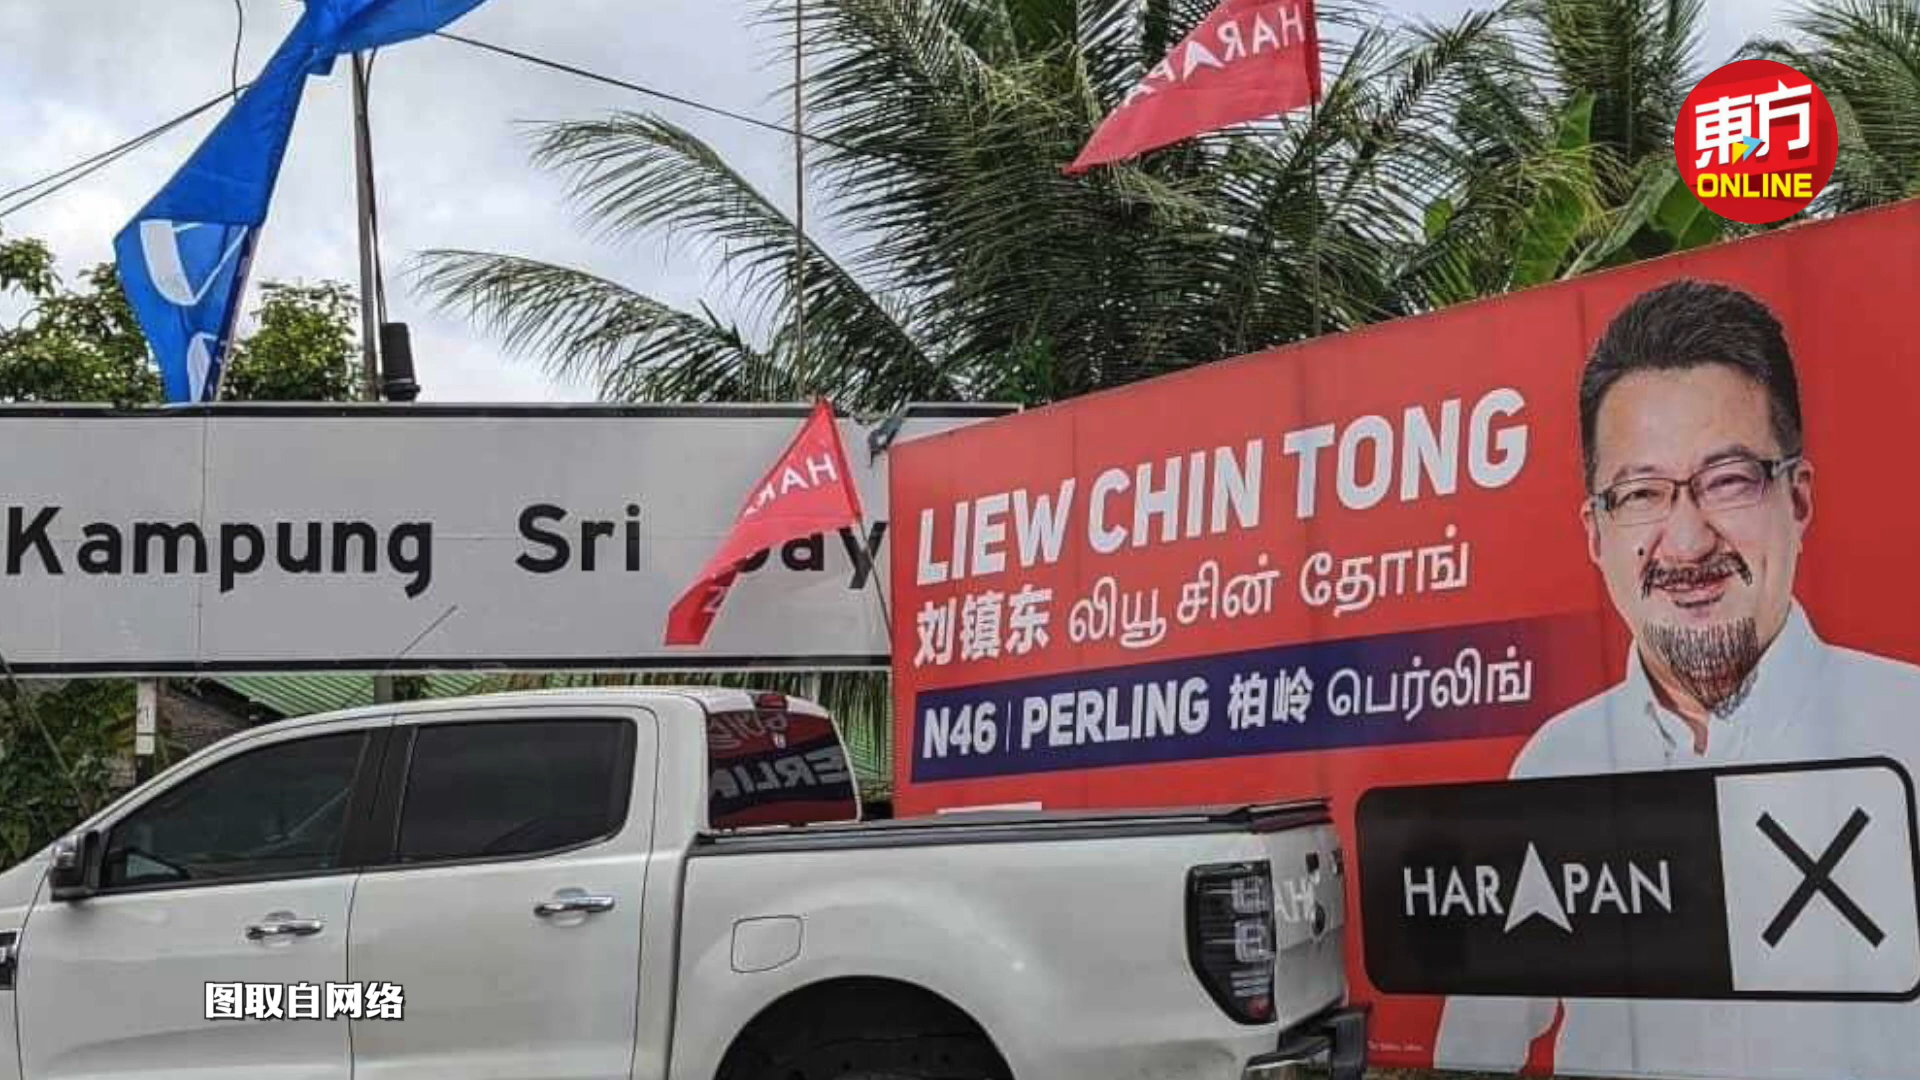 HARAPAN
東方
ONLINE
Kampung Sri
HARA
LIEW CHIN TONG
刘镇东 லியூ சின் தோங்
N46 | PERLING 柏岭 பெர்லிங்
HARAPAN X
图取自网络